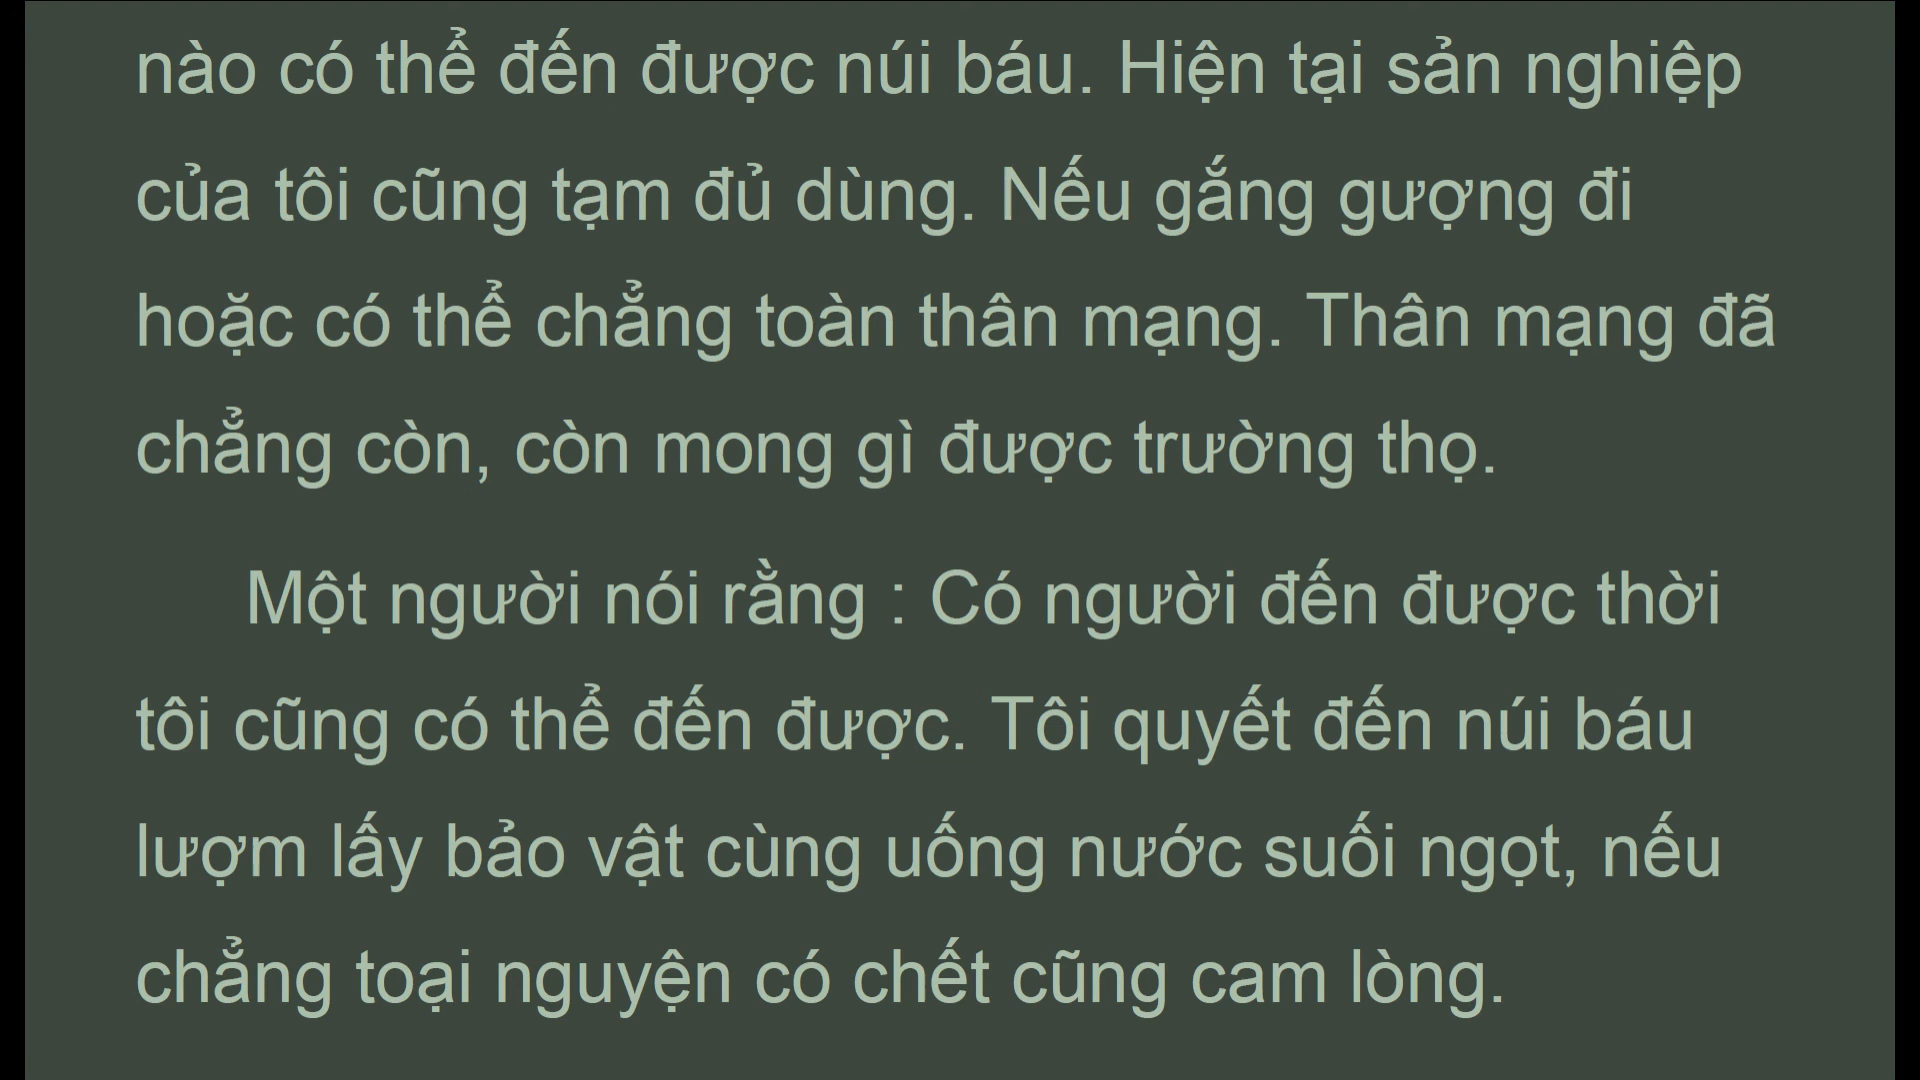 nào có thể đến được núi báu. Hiện tại sản nghiệp
của tôi cũng tạm đủ dùng. Nếu gắng gượng đi
hoặc có thể chẳng toàn thân mạng. Thân mạng đã
chẳng còn, còn mong gì được trường thọ.
Một người nói rằng : Có người đến được thời
tôi cũng có thể đến được. Tôi quyết đến núi báu
lượm lấy bảo vật cùng uống nước suối ngọt, nếu
chẳng toại nguyện có chết cũng cam lòng.